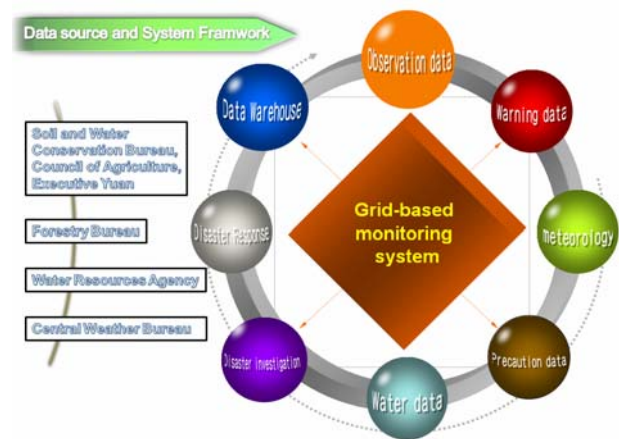 Data source and System Framwork
Soil and Water
Conservation Bureau,
Council of Agriculture,
Executive Yuan
Forestry Bureau
Water Resources Agency
Central Weather Bureau
Observation data
Warning data
meteorology
Precaution data
Water data
Disaster investigation
Disaster Response
Data Warehouse
Grid-based
monitoring
system